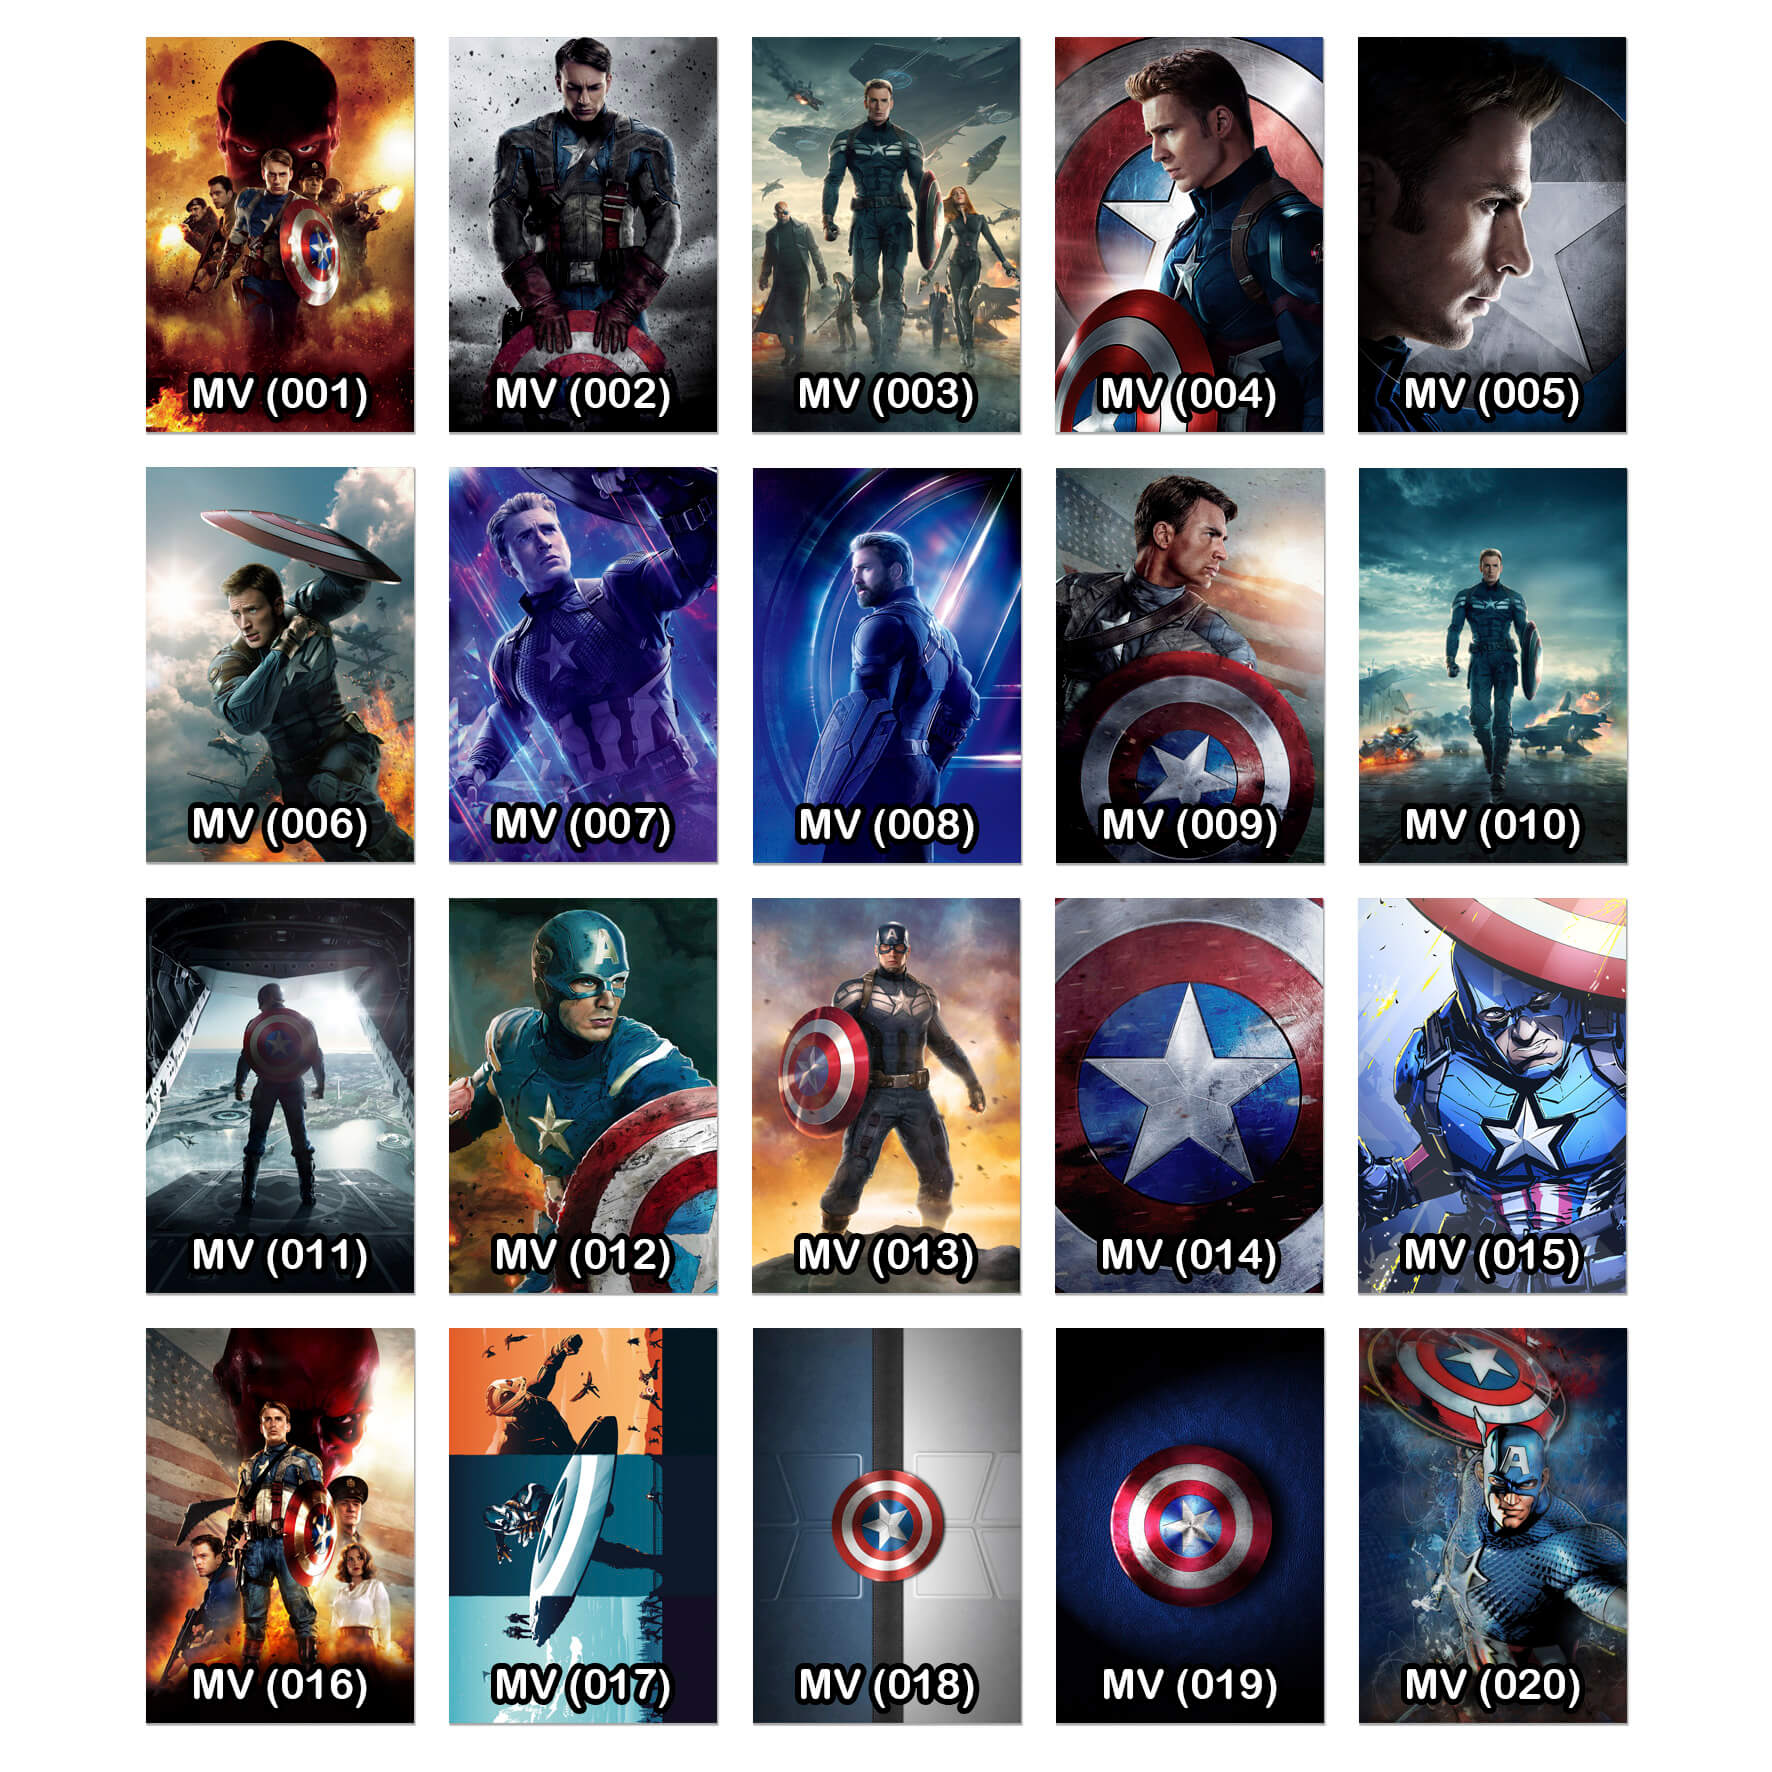 MV (001)
MV (002)
MV (003)
MV (004)
MV (005)
MV (006)
MV (007)
MV (008)
MV (009)
MV (010)
MV (011)
MV (012)
MV (013)
MV (014)
MV (015)
MV (016)
MV (017)
MV (018)
MV (019)
MV (020)